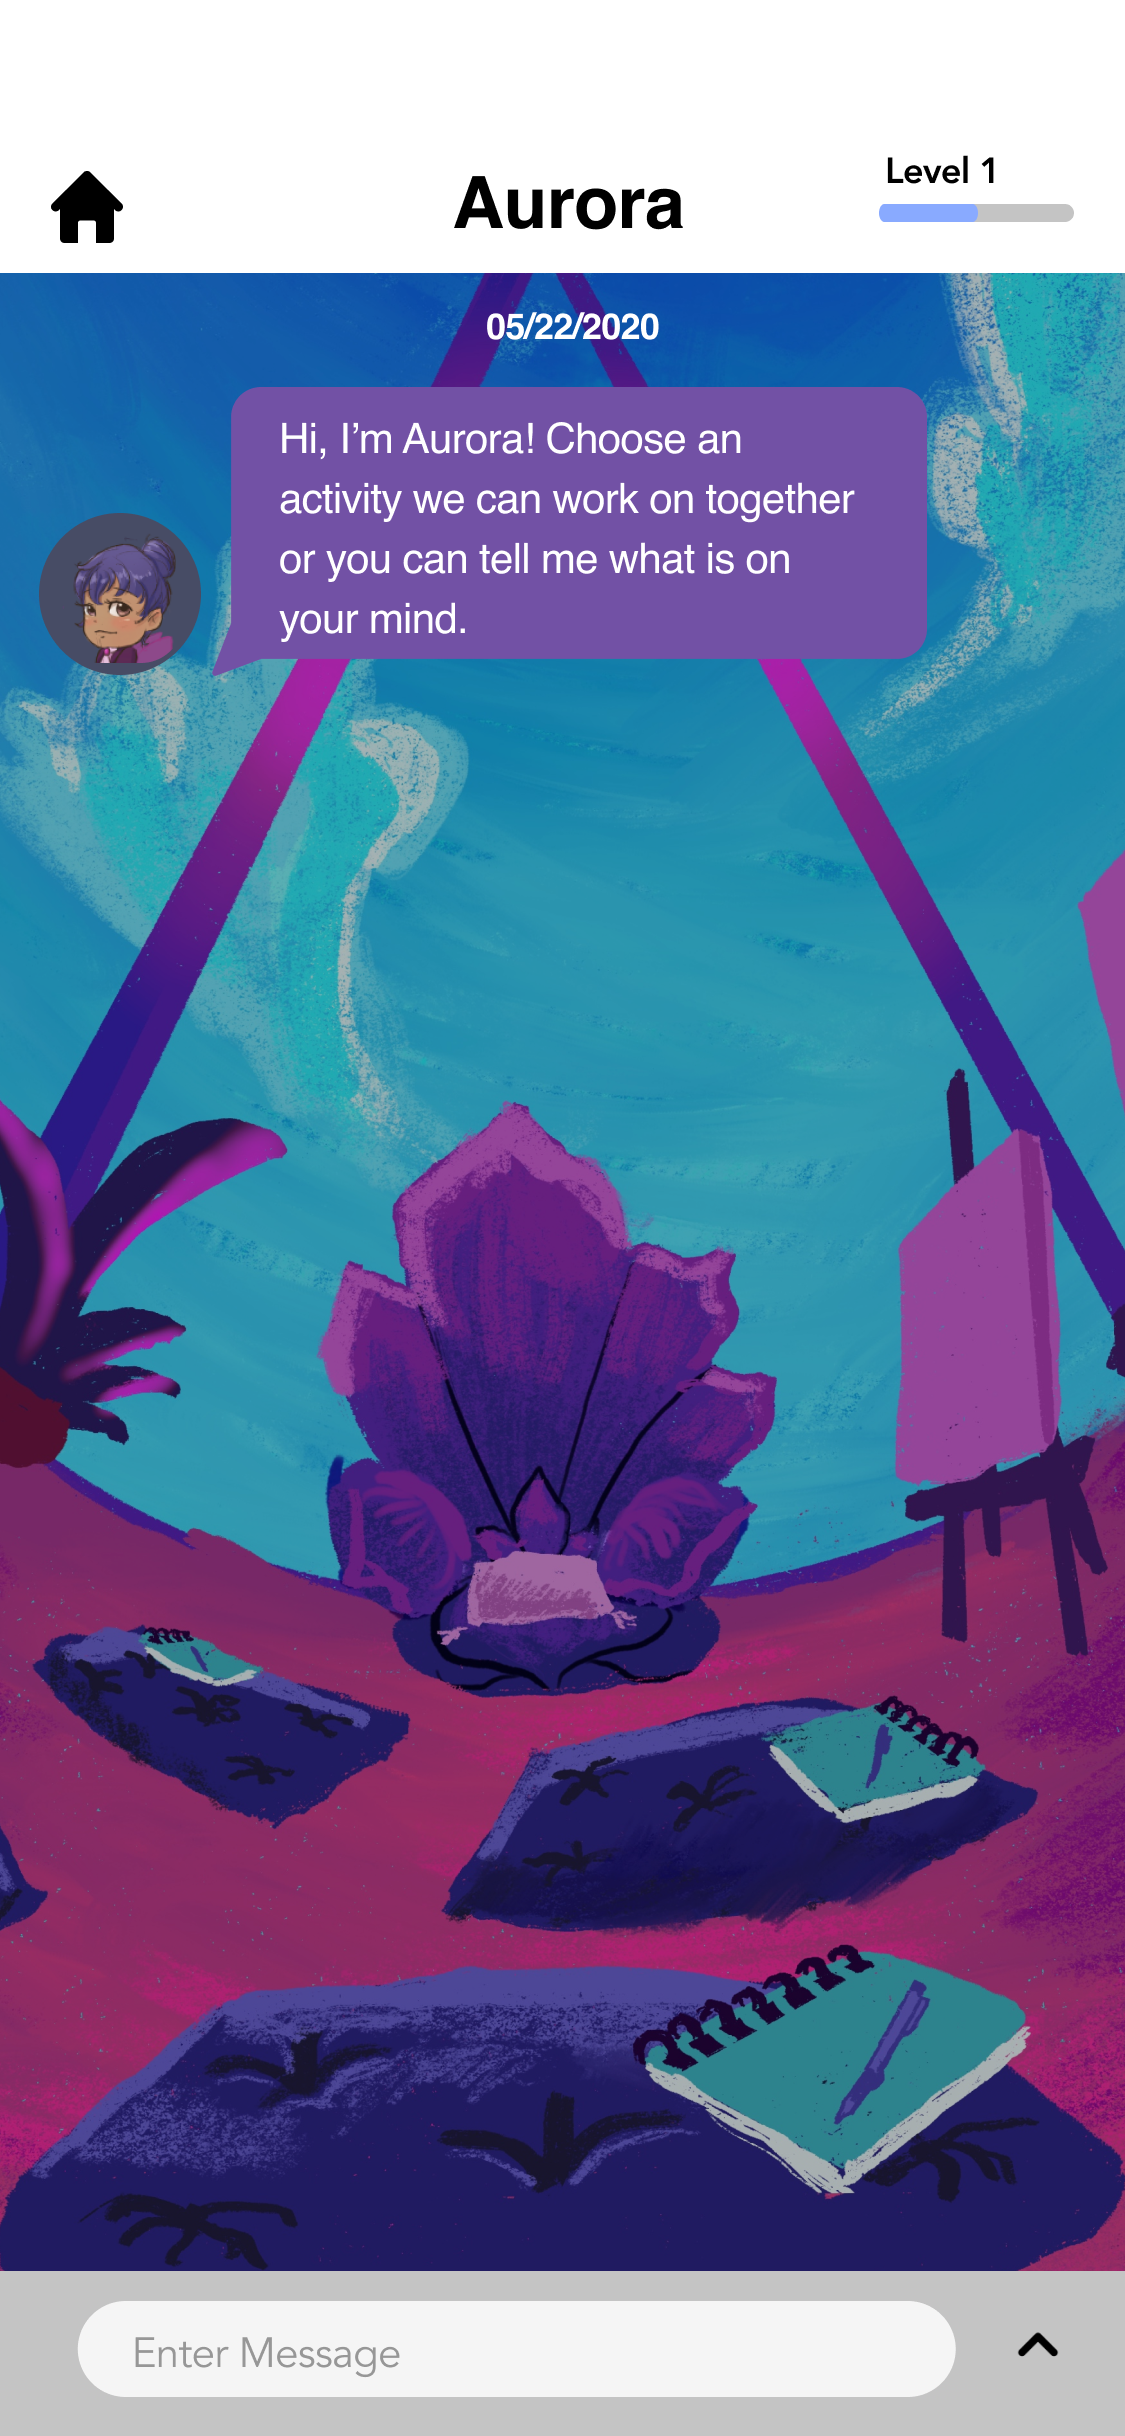 Level 1
Aurora
05/22/2020
Hi, I’m Aurora! Choose an
activity we can work on together
or you can tell me what is on
your mind.
Enter Message